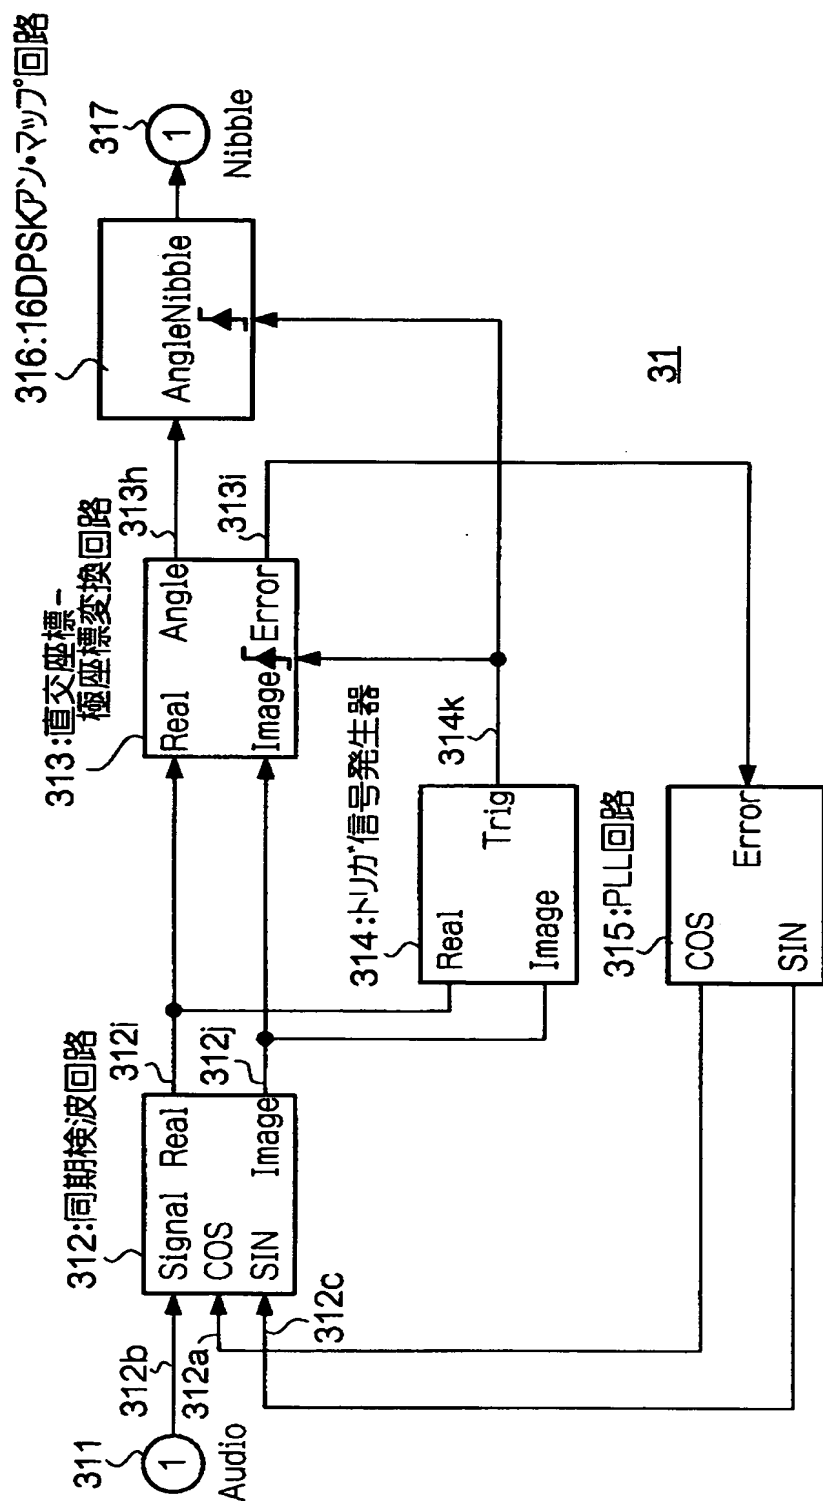 311
1
Audio
312b
312a
312c
312:同期検波回路
Signal Real
COS
SIN
Image
312i
312j
313:直交座標−
極座標変換回路
Real Angle
Image Error
313h
313i
314:トリガ信号発生器
Real
Trig
Image
314k
315:PLL回路
COS
Error
SIN
316:16DPSKアン・マップ回路
AngleNibble
317
1
Nibble
31